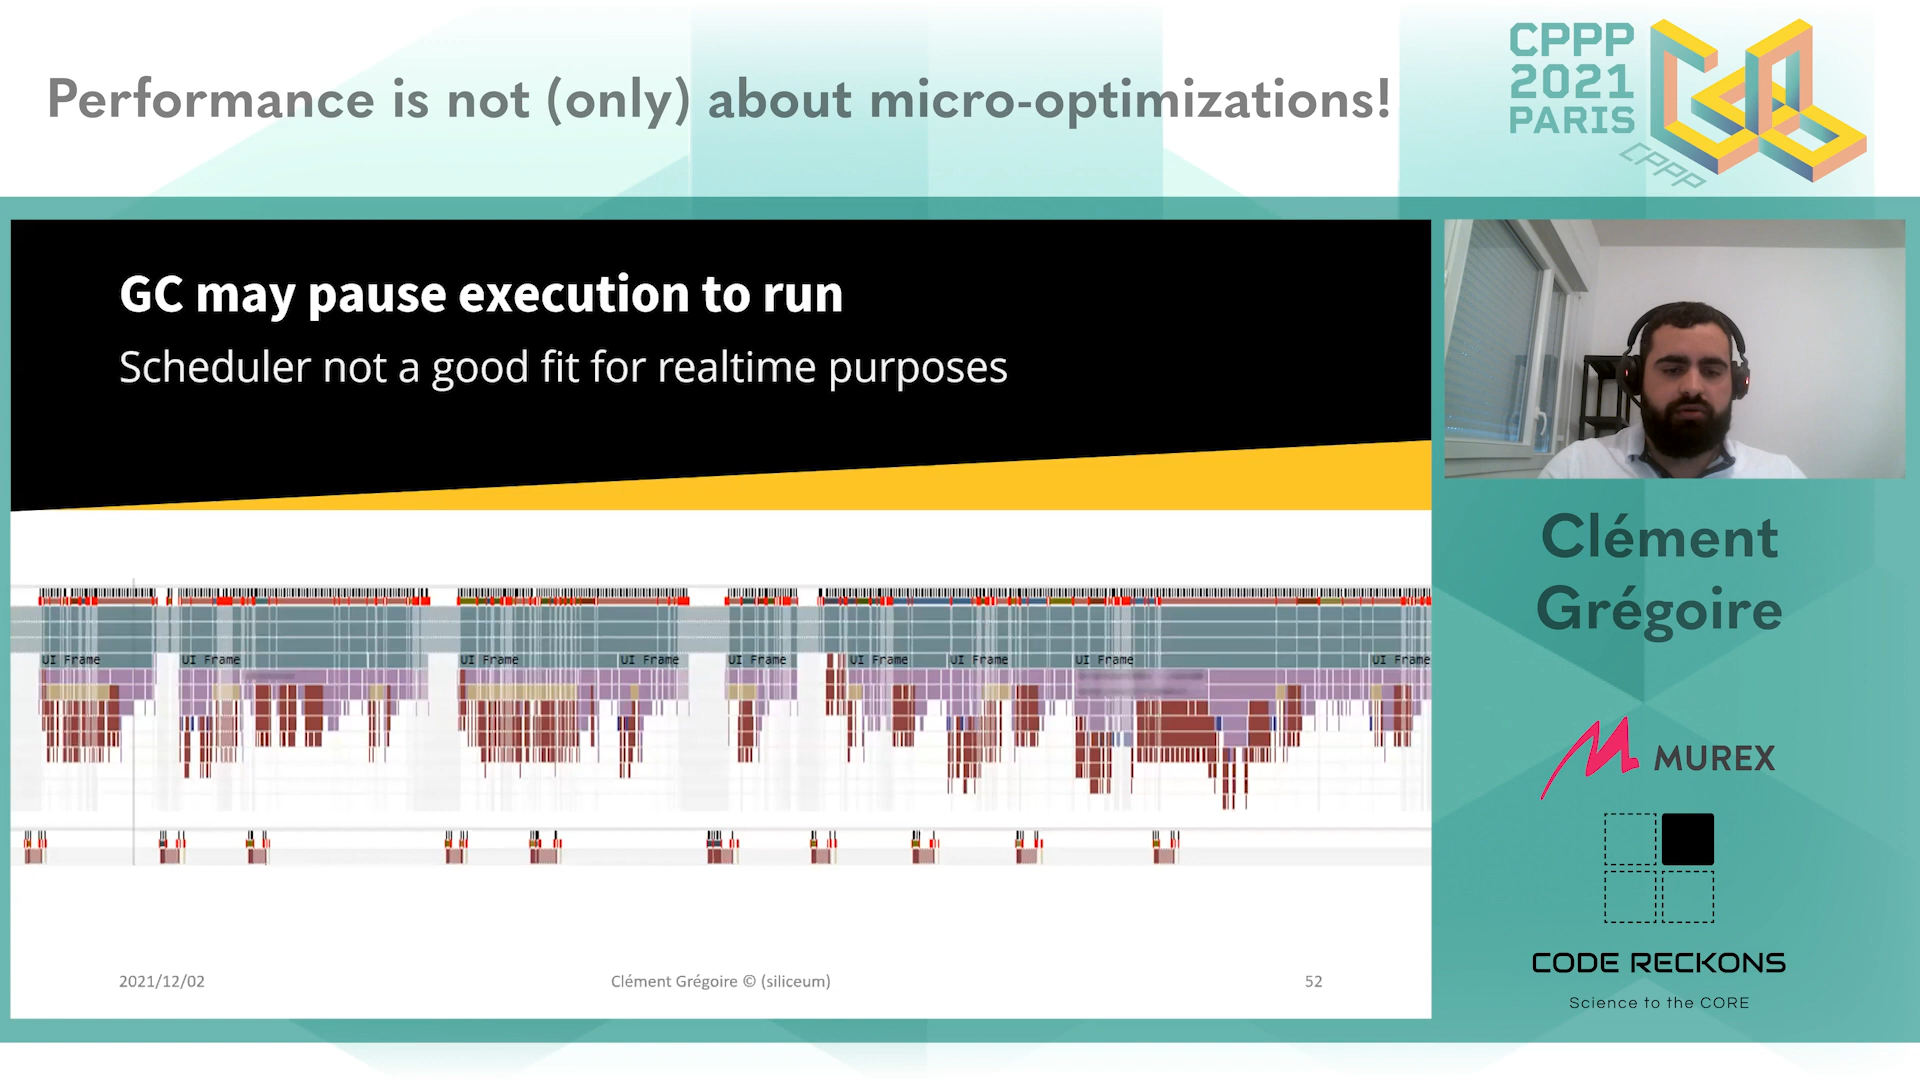 Performance is not (only) about micro-optimizations!
CPPP
2021
PARIS
CPPP
GC may pause execution to run
Scheduler not a good fit for realtime purposes
UI Frame
UI Frame
UI Frame
UI Frame
UI Frame
UI Frame
UI Frame
UI Frame
UI Frame
2021/12/02
Clément Grégoire © (siliceum)
52
Clément
Grégoire
MUREX
CODE RECKONS
Science to the CORE